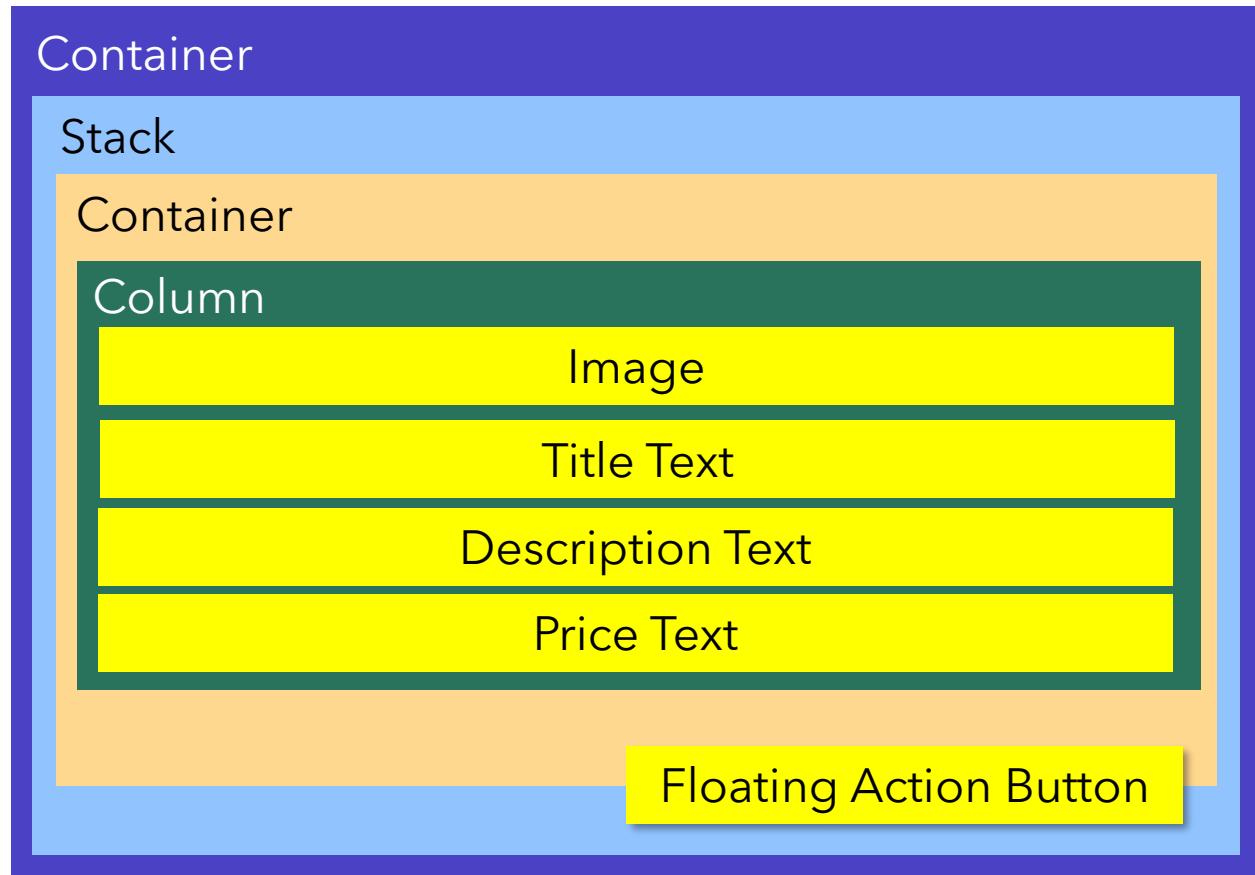 Container
Stack
Container
Column
Image
Title Text
Description Text
Price Text
Floating Action Button